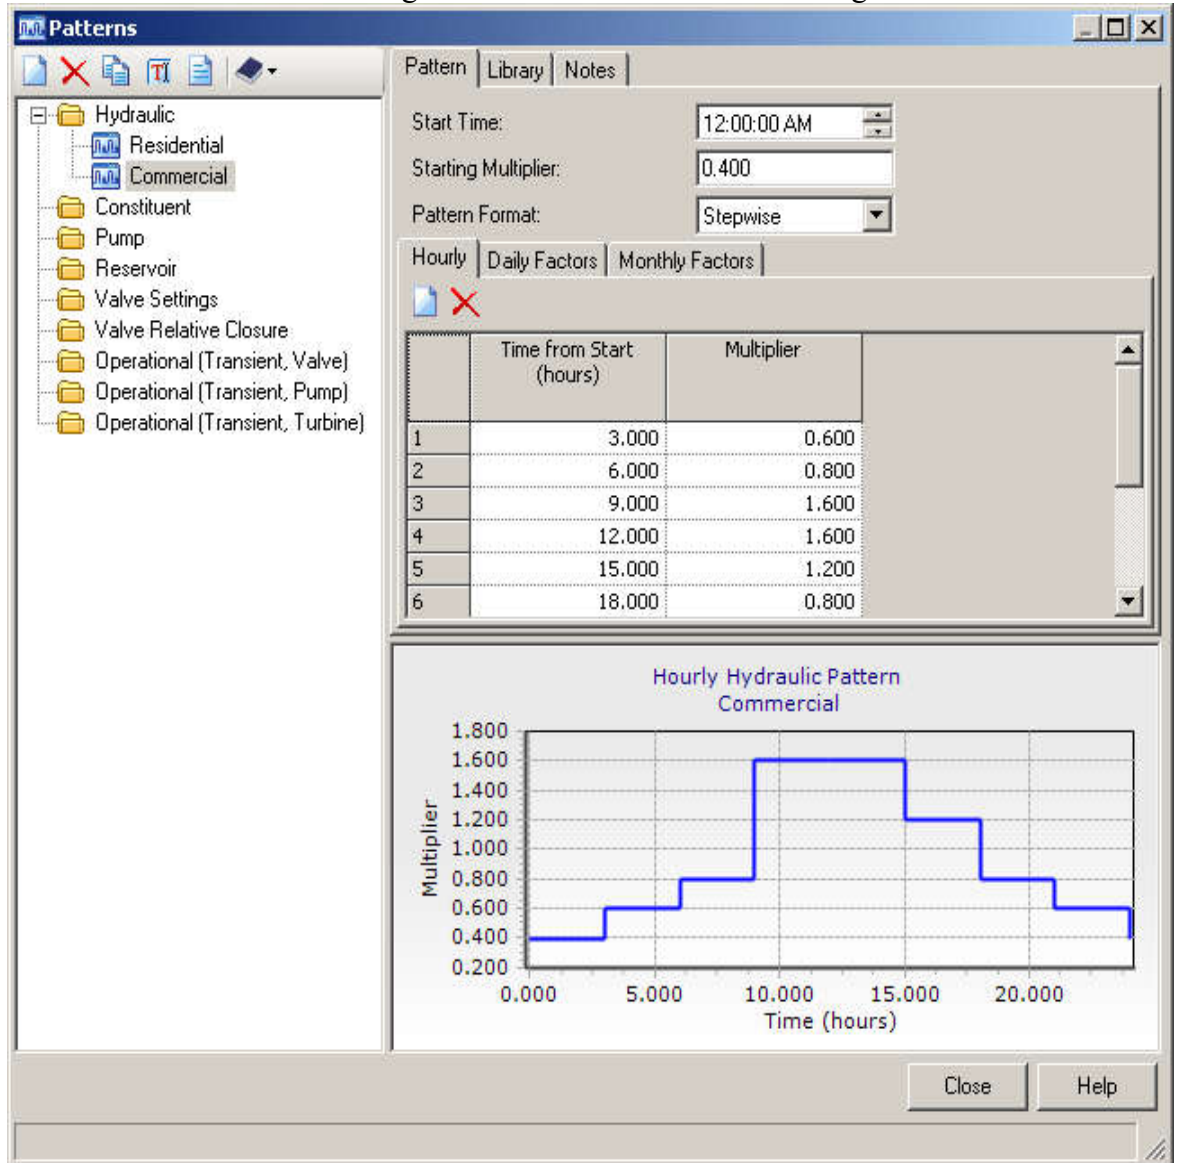 Patterns
Hydraulic
Residential
Commercial
Constituent
Pump
Reservoir
Valve Settings
Valve Relative Closure
Operational (Transient, Valve)
Operational (Transient, Pump)
Operational (Transient, Turbine)
Pattern Library Notes
Start Time: 12:00:00 AM
Starting Multiplier: 0.400
Pattern Format: Stepwise
Hourly Daily Factors Monthly Factors
Time from Start Multiplier
(hours)
1 3.000 0.600
2 6.000 0.800
3 9.000 1.600
4 12.000 1.600
5 15.000 1.200
6 18.000 0.800
Hourly Hydraulic Pattern
Commercial
1.800
1.600
1.400
1.200
1.000
0.800
0.600
0.400
0.200
Multiplier
0.000 5.000 10.000 15.000 20.000
Time (hours)
Close Help